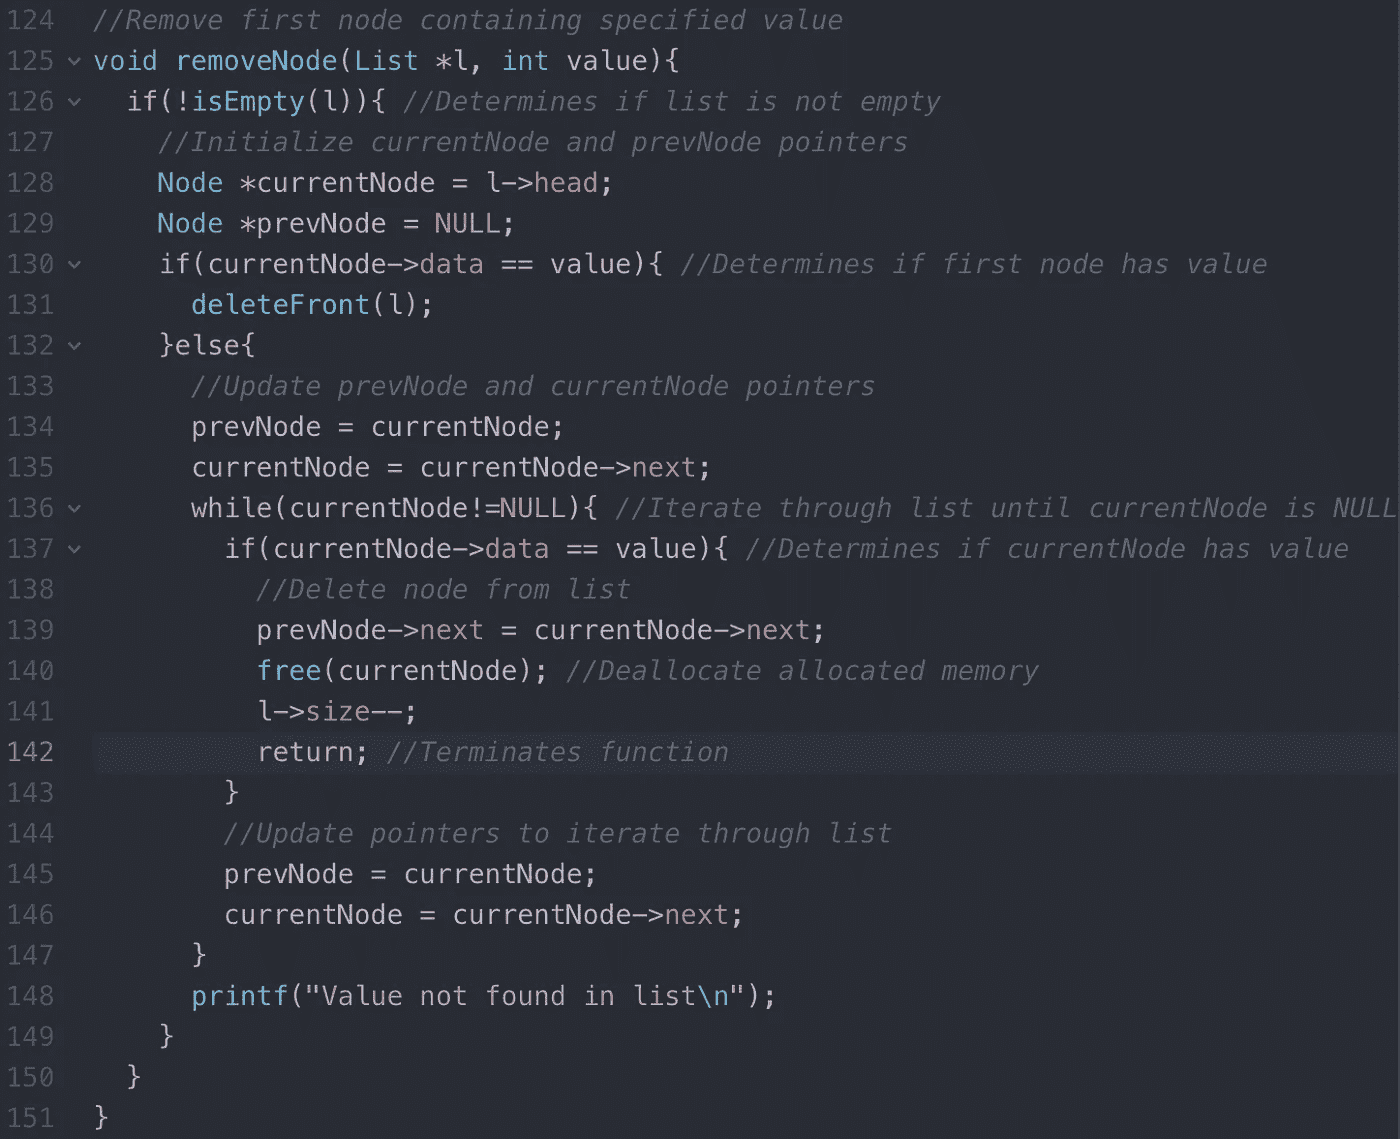 124 //Remove first node containing specified value
125 void removeNode(List *l, int value){
126 if(!isEmpty(l)){ //Determines if list is not empty
127 //Initialize currentNode and prevNode pointers
128 Node *currentNode = l->head;
129 Node *prevNode = NULL;
130 if(currentNode->data == value){ //Determines if first node has value
131 deleteFront(l);
132 }else{
133 //Update prevNode and currentNode pointers
134 prevNode = currentNode;
135 currentNode = currentNode->next;
136 while(currentNode!=NULL){ //Iterate through list until currentNode is NULL
137 if(currentNode->data == value){ //Determines if currentNode has value
138 //Delete node from list
139 prevNode->next = currentNode->next;
140 free(currentNode); //Deallocate allocated memory
141 l->size--;
142 return; //Terminates function
143 }
144 //Update pointers to iterate through list
145 prevNode = currentNode;
146 currentNode = currentNode->next;
147 }
148 printf("Value not found in list\n");
149 }
150 }
151 }